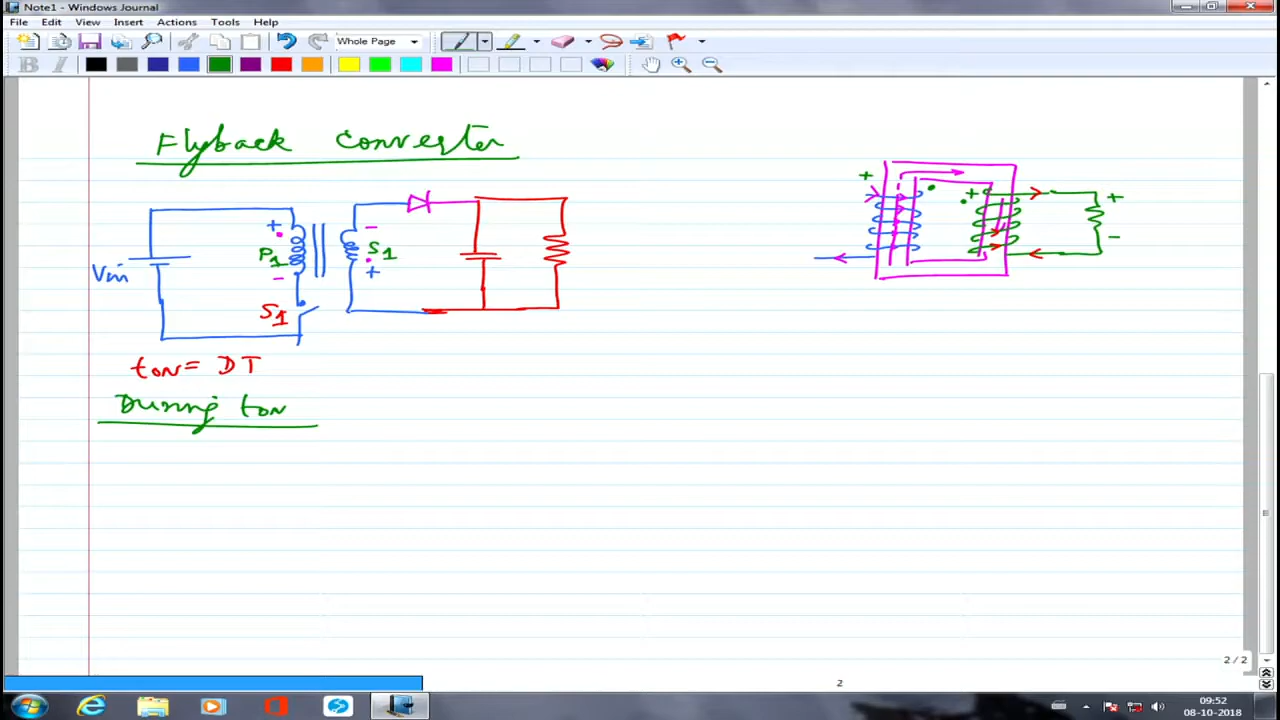 Note1 - Windows Journal
File Edit View Insert Actions Tools Help
Whole Page
Flyback Converter
+ + +
+ - P1 S1 -
- +
Vin
S1
ton = DT
During ton
2 / 2
2
09:52
08-10-2018